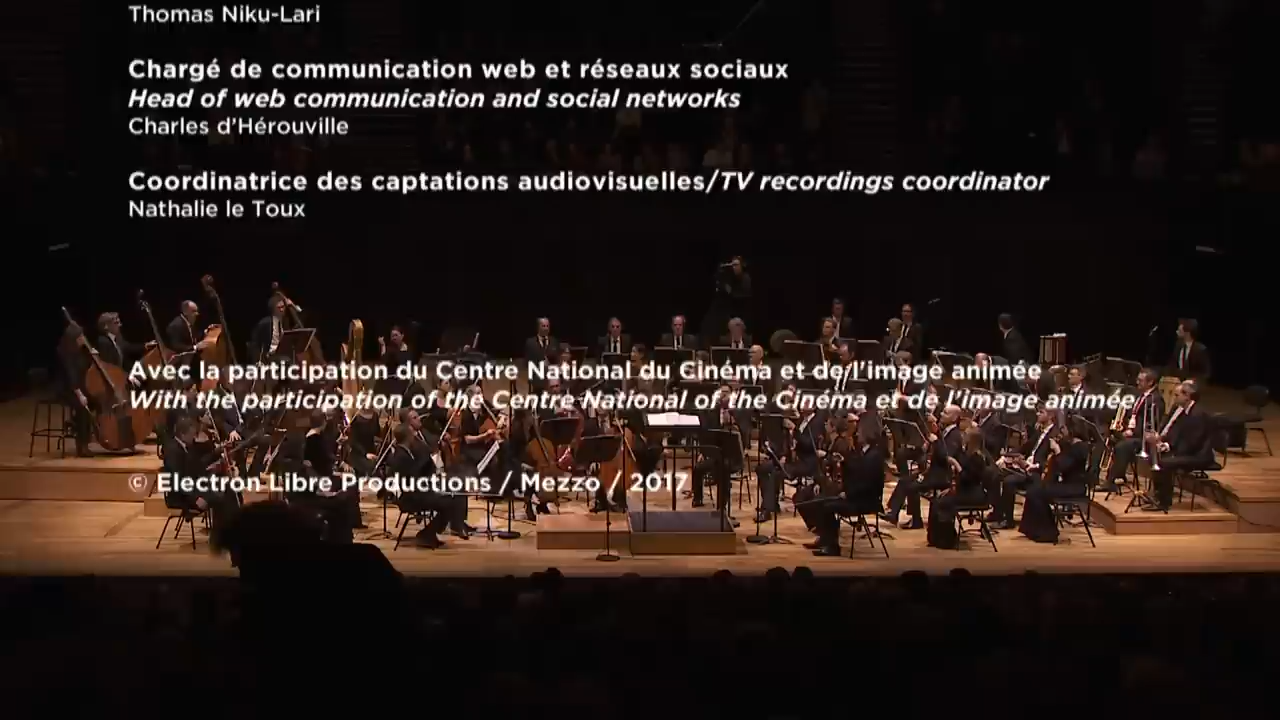 Thomas Niku-Lari
Chargé de communication web et réseaux sociaux
Head of web communication and social networks
Charles d'Hérouville
Coordinatrice des captations audiovisuelles/TV recordings coordinator
Nathalie le Toux
Avec la participation du Centre National du Cinéma et de l'image animée
With the participation of the Centre National of the Cinéma et de l'image animée
© Electron Libre Productions / Mezzo / 2017